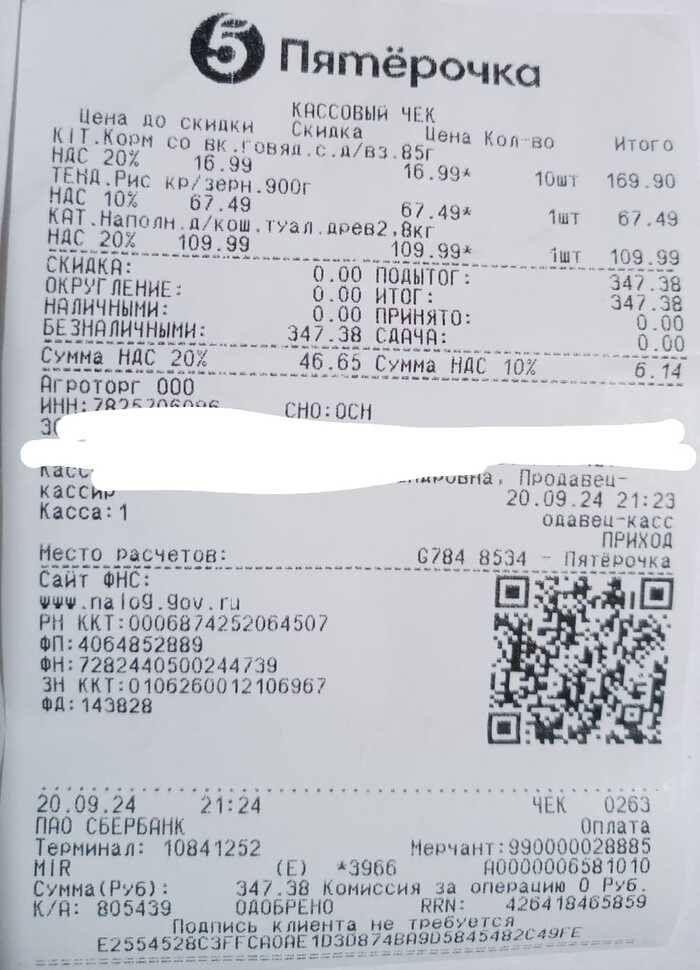 5 Пятёрочка
КАССОВЫЙ ЧЕК
Цена до скидки Скидка Цена Кол-во Итого
KIT.Корм со вк.говяд.с.д/вз.85г
НДС 20% 16.99 16.99* 10шт 169.90
ТЕНД.Рис кр/зерн.900г
НДС 10% 67.49 67.49* 1шт 67.49
КАТ.Наполн.д/кош.туал.древ2,8кг
НДС 20% 109.99 109.99* 1шт 109.99
СКИДКА: 0.00 ПОДЫТОГ: 347.38
ОКРУГЛЕНИЕ: 0.00 ИТОГ: 347.38
НАЛИЧНЫМИ: 0.00 ПРИНЯТО: 0.00
БЕЗНАЛИЧНЫМИ: 347.38 СДАЧА: 0.00
Сумма НДС 20% 46.65 Сумма НДС 10% 6.14
Агроторг ООО
ИНН: СНО:ОСН
Продавец-
кассир 20.09.24 21:23
Касса:1 одавец-касс
ПРИХОД
Место расчетов: G784 8534 - Пятёрочка
Сайт ФНС:
www.nalog.gov.ru
РН ККТ:0006874252064507
ФП:4064852889
ФН:7282440500244739
ЗН ККТ:0106260012106967
ФД:143828
20.09.24 21:24 ЧЕК 0263
ПАО СБЕРБАНК Оплата
Терминал: 10841252 Мерчант:990000028885
MIR (E) *3966 A0000006581010
Сумма(Руб): 347.38 Комиссия за операцию 0 Руб.
К/А: 805439 ОДОБРЕНО RRN: 426418465859
Подпись клиента не требуется
E2554528C3FFCA0AE1D3D874BA9D5845482C49FE